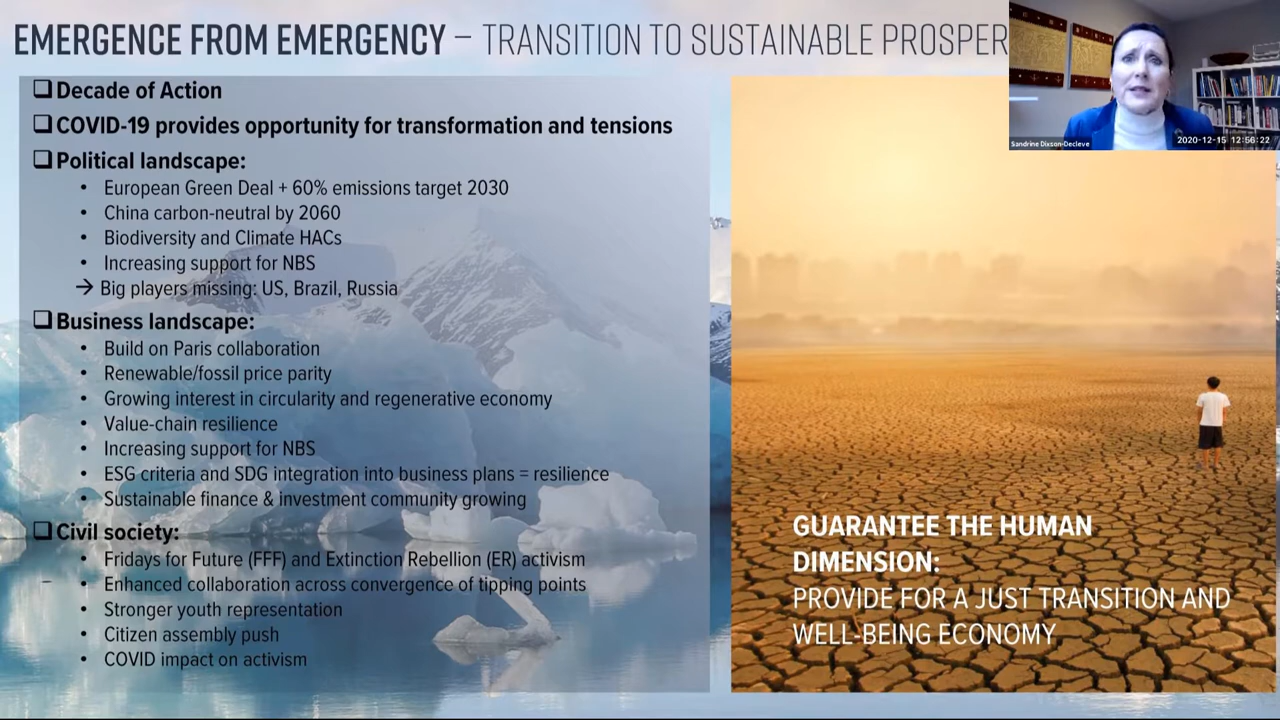 EMERGENCE FROM EMERGENCY – TRANSITION TO SUSTAINABLE PROSPER
Decade of Action
COVID-19 provides opportunity for transformation and tensions
Political landscape:
• European Green Deal + 60% emissions target 2030
• China carbon-neutral by 2060
• Biodiversity and Climate HACs
• Increasing support for NBS
→ Big players missing: US, Brazil, Russia
Business landscape:
• Build on Paris collaboration
• Renewable/fossil price parity
• Growing interest in circularity and regenerative economy
• Value-chain resilience
• Increasing support for NBS
• ESG criteria and SDG integration into business plans = resilience
• Sustainable finance & investment community growing
Civil society:
• Fridays for Future (FFF) and Extinction Rebellion (ER) activism
• Enhanced collaboration across convergence of tipping points
• Stronger youth representation
• Citizen assembly push
• COVID impact on activism
GUARANTEE THE HUMAN
DIMENSION:
PROVIDE FOR A JUST TRANSITION AND
WELL-BEING ECONOMY
Sandrine Dixson-Decleve
2020-12-15 12:56:22